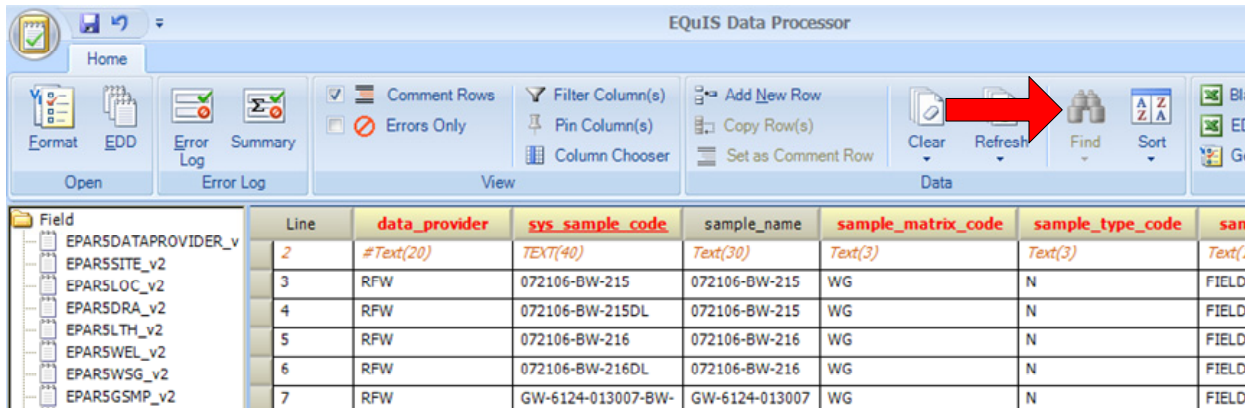 EQuIS Data Processor
Home
Format
EDD
Open
Error Log
Summary
Error Log
Comment Rows
Errors Only
Filter Column(s)
Pin Column(s)
Column Chooser
View
Add New Row
Copy Row(s)
Set as Comment Row
Clear
Refresh
Find
Sort
Data
Field
EPAR5DATAPROVIDER_v
EPAR5SITE_v2
EPAR5LOC_v2
EPAR5DRA_v2
EPAR5LTH_v2
EPAR5WEL_v2
EPAR5WSG_v2
EPAR5GSMP_v2
Line data_provider sys_sample_code sample_name sample_matrix_code sample_type_code sam
2 #Text(20) TEXT(40) Text(30) Text(3) Text(3) Text(
3 RFW 072106-BW-215 072106-BW-215 WG N FIELD
4 RFW 072106-BW-215DL 072106-BW-215 WG N FIELD
5 RFW 072106-BW-216 072106-BW-216 WG N FIELD
6 RFW 072106-BW-216DL 072106-BW-216 WG N FIELD
7 RFW GW-6124-013007-BW- GW-6124-013007 WG N FIELD